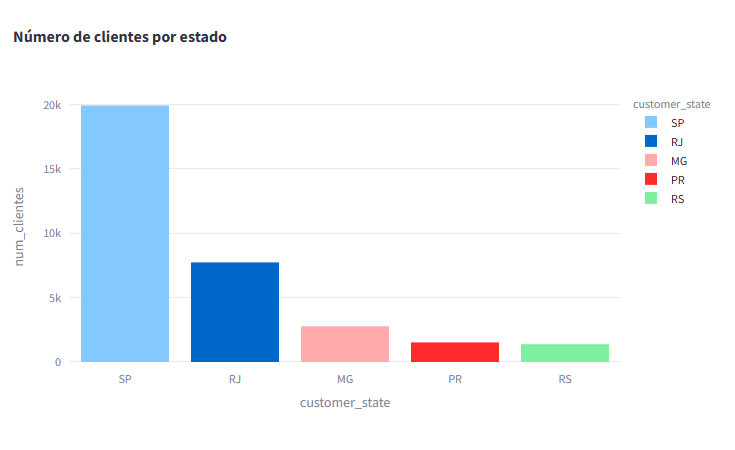 Número de clientes por estado
20k
15k
10k
5k
0
num_clientes
SP
RJ
MG
PR
RS
customer_state
customer_state
SP
RJ
MG
PR
RS